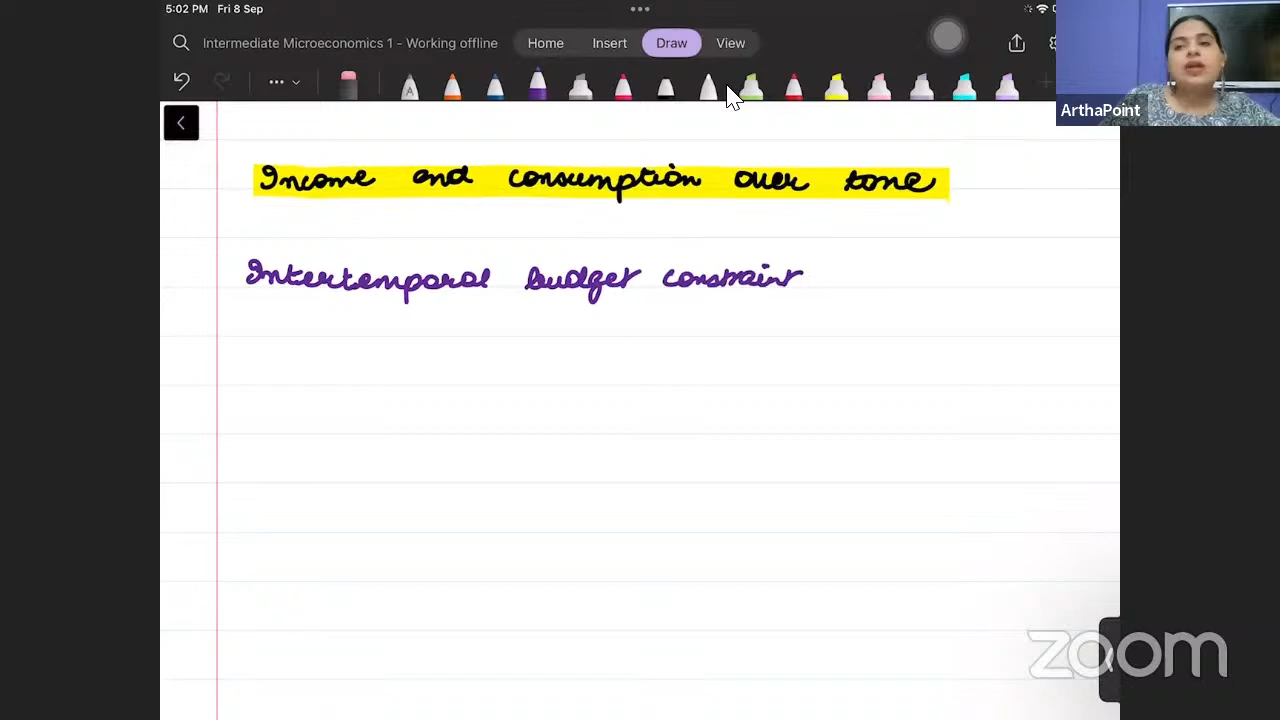 5:02 PM Fri 8 Sep
Intermediate Microeconomics 1 - Working offline
Home Insert Draw View
A
ArthaPoint
Income and consumption over time
Intertemporal budget constraint
zoom